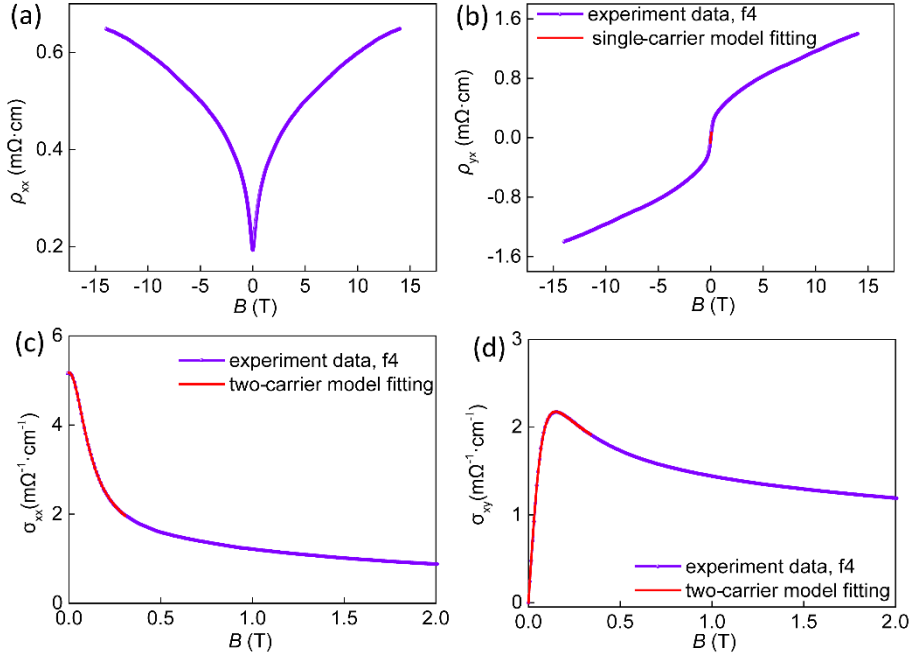 (a)
0.6
0.4
0.2
ρxx (mΩ·cm)
-15 -10 -5 0 5 10 15
B (T)
(b)
experiment data, f4
single-carrier model fitting
1.6
0.8
0.0
-0.8
-1.6
ρyx (mΩ·cm)
-15 -10 -5 0 5 10 15
B (T)
(c)
experiment data, f4
two-carrier model fitting
6
4
2
0
σxx (mΩ⁻¹·cm⁻¹)
0.0 0.5 1.0 1.5 2.0
B (T)
(d)
3
2
1
0
σxy(mΩ⁻¹·cm⁻¹)
experiment data, f4
two-carrier model fitting
0.0 0.5 1.0 1.5 2.0
B (T)